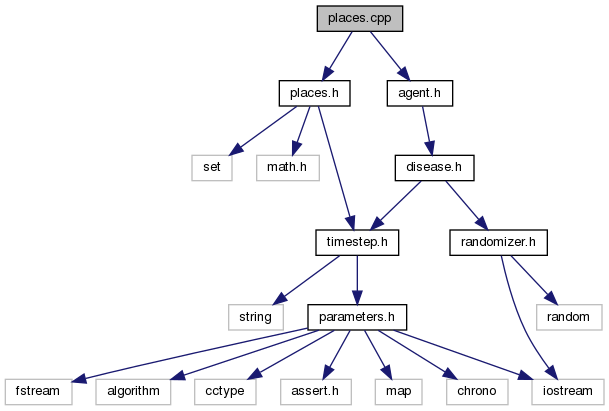 places.cpp
places.h
agent.h
set
math.h
disease.h
timestep.h
randomizer.h
string
parameters.h
random
fstream
algorithm
cctype
assert.h
map
chrono
iostream